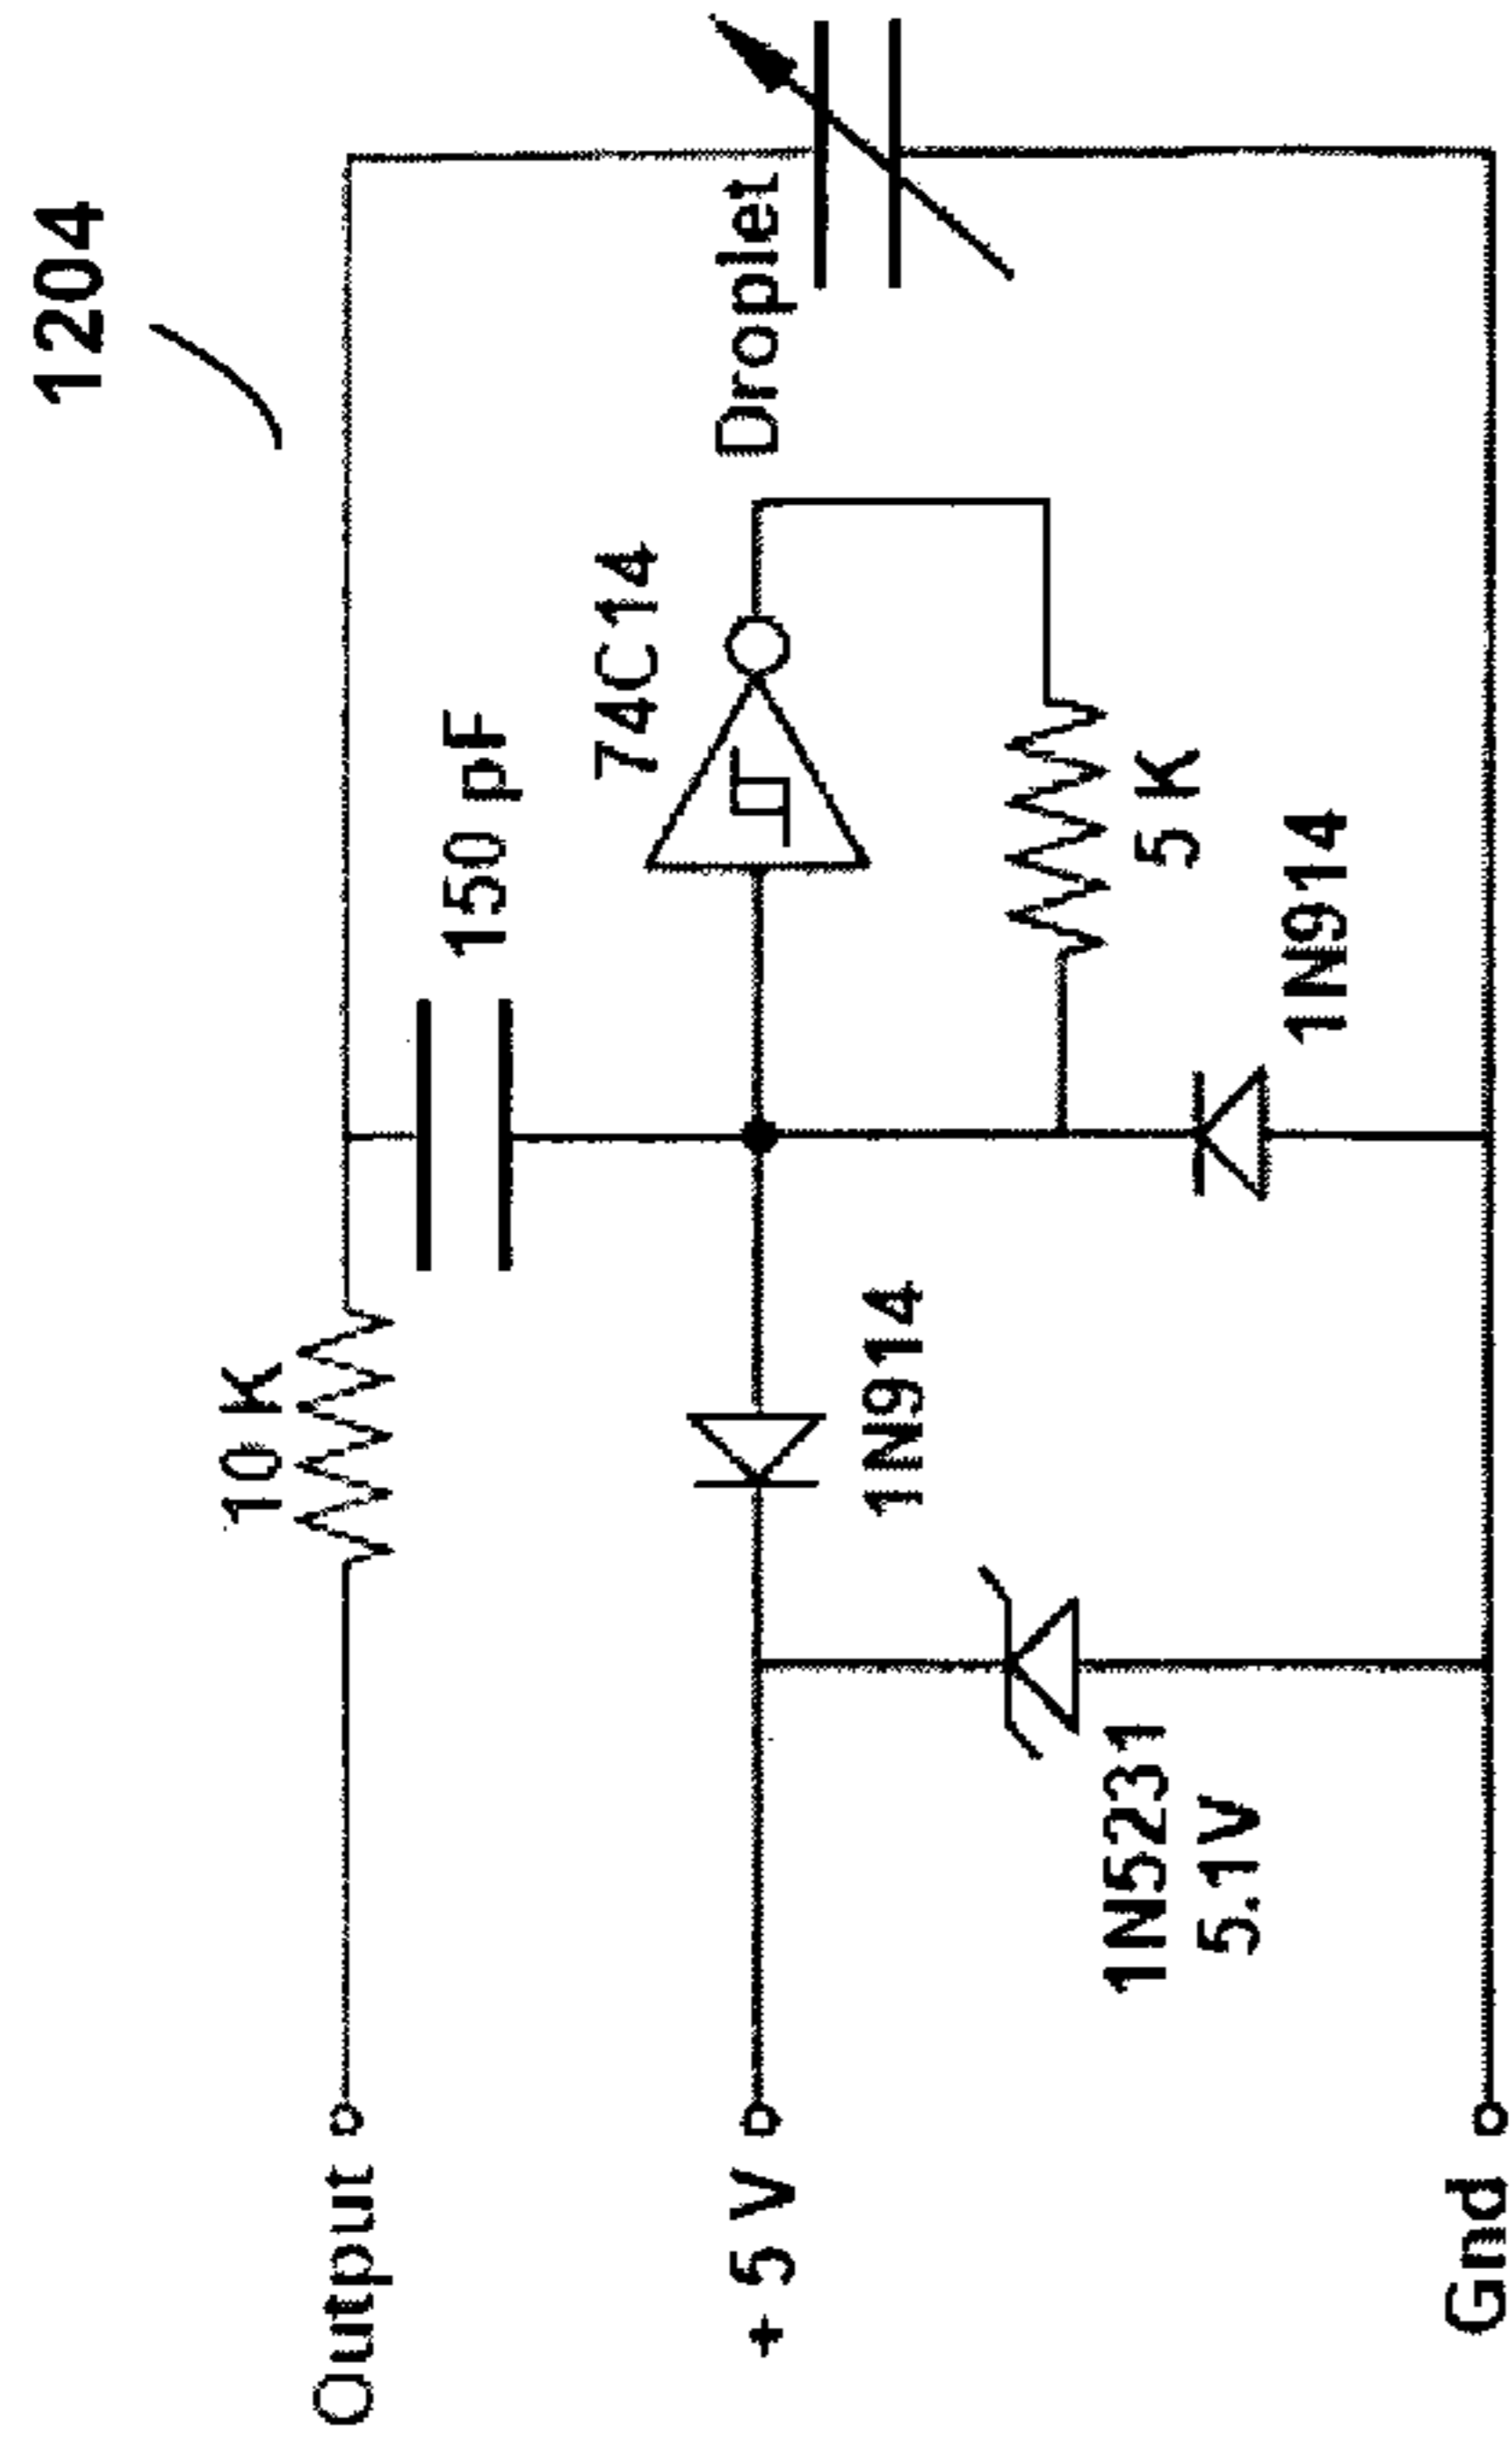 1204
10 K
150 pF
74C14
Droplet
1N914
5 K
1N914
1N5231
5.1V
Output
+ 5 V
Gnd